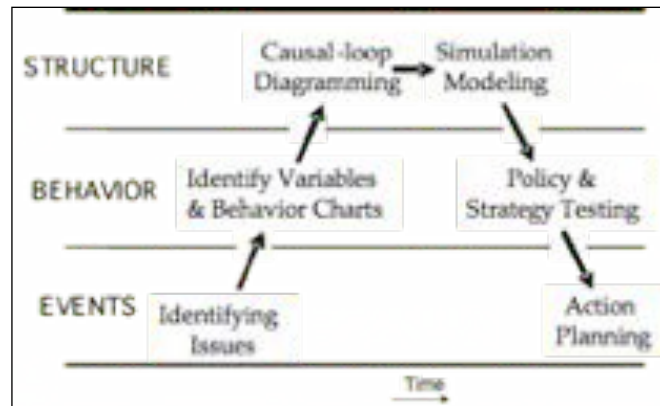 STRUCTURE
Causal-loop
Diagramming
Simulation
Modeling
BEHAVIOR
Identify Variables
& Behavior Charts
Policy &
Strategy Testing
EVENTS
Identifying
Issues
Action
Planning
Time